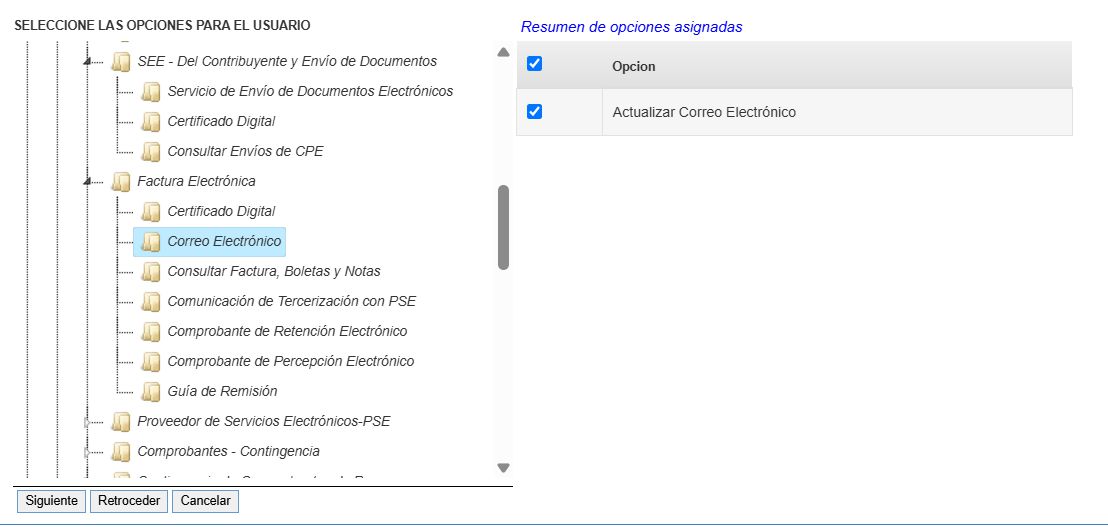 SELECCIONE LAS OPCIONES PARA EL USUARIO
SEE - Del Contribuyente y Envío de Documentos
Servicio de Envío de Documentos Electrónicos
Certificado Digital
Consultar Envíos de CPE
Factura Electrónica
Certificado Digital
Correo Electrónico
Consultar Factura, Boletas y Notas
Comunicación de Tercerización con PSE
Comprobante de Retención Electrónico
Comprobante de Percepción Electrónico
Guía de Remisión
Proveedor de Servicios Electrónicos-PSE
Comprobantes - Contingencia
Siguiente
Retroceder
Cancelar
Resumen de opciones asignadas
Opcion
Actualizar Correo Electrónico